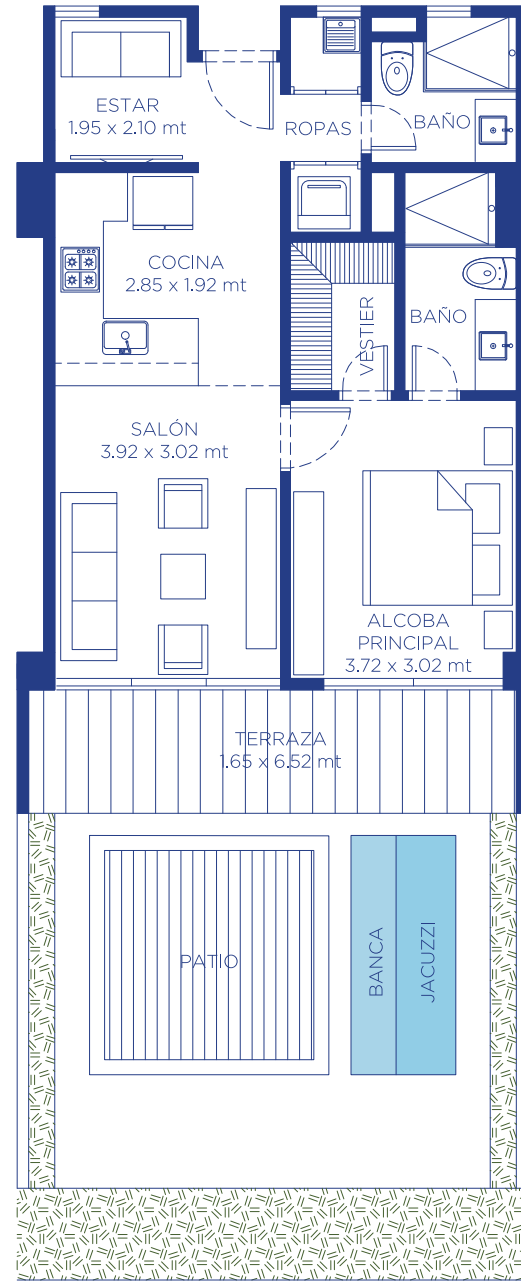 ESTAR
1.95 x 2.10 mt
ROPAS
BAÑO
COCINA
2.85 x 1.92 mt
VESTIER
BAÑO
SALÓN
3.92 x 3.02 mt
ALCOBA
PRINCIPAL
3.72 x 3.02 mt
TERRAZA
1.65 x 6.52 mt
PATIO
BANCA
JACUZZI